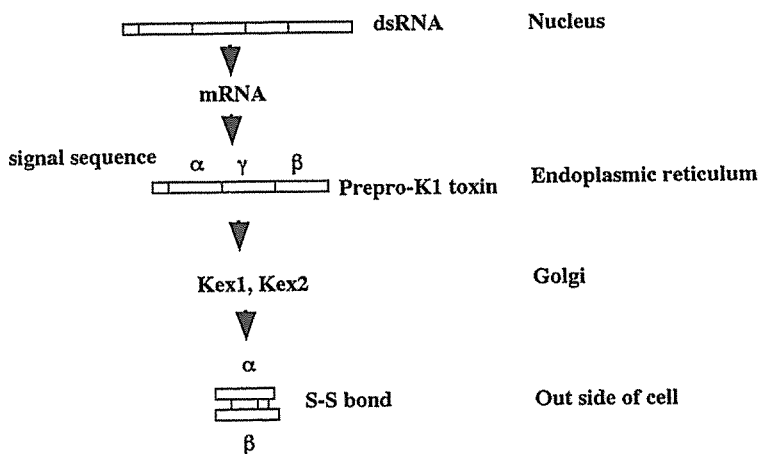 dsRNA Nucleus
mRNA
signal sequence α γ β
Prepro-K1 toxin Endoplasmic reticulum
Kex1, Kex2 Golgi
α
S-S bond Out side of cell
β